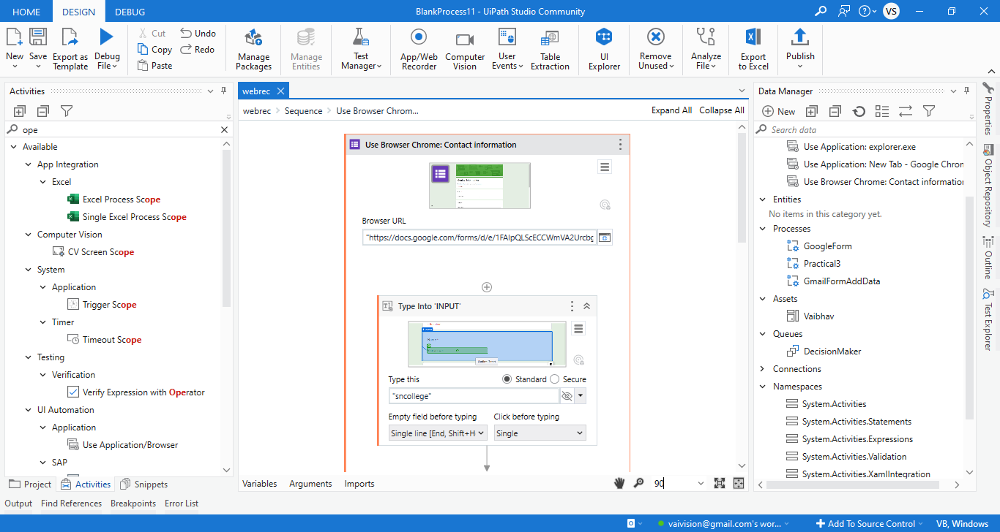 HOME DESIGN DEBUG BlankProcess11 - UiPath Studio Community VS
New Save Export as Template Debug File Cut Copy Paste Undo Redo Manage Packages Manage Entities Test Manager App/Web Recorder Computer Vision User Events Table Extraction UI Explorer Remove Unused Analyze File Export to Excel Publish
Activities
ope
Available
App Integration
Excel
Excel Process Scope
Single Excel Process Scope
Computer Vision
CV Screen Scope
System
Application
Trigger Scope
Timer
Timeout Scope
Testing
Verification
Verify Expression with Operator
UI Automation
Application
Use Application/Browser
SAP
Project Activities Snippets
webrec
webrec Sequence Use Browser Chrom... Expand All Collapse All
Use Browser Chrome: Contact information
Browser URL
"https://docs.google.com/forms/d/e/1FAIpQLScECCWmVA2Urcbg
Type Into 'INPUT'
Type this Standard Secure
"sncollege"
Empty field before typing Click before typing
Single line [End, Shift+H Single
Variables Arguments Imports 90
Data Manager
New
Search data
Use Application: explorer.exe
Use Application: New Tab - Google Chron
Use Browser Chrome: Contact information
Entities
No items in this category yet.
Processes
GoogleForm
Practical3
GmailFormAddData
Assets
Vaibhav
Queues
DecisionMaker
Connections
Namespaces
System.Activities
System.Activities.Statements
System.Activities.Expressions
System.Activities.Validation
System.Activities.XamlIntegration
Properties
Object Repository
Outline
Test Explorer
Output Find References Breakpoints Error List
vaivision@gmail.com's wor... Add To Source Control VB, Windows